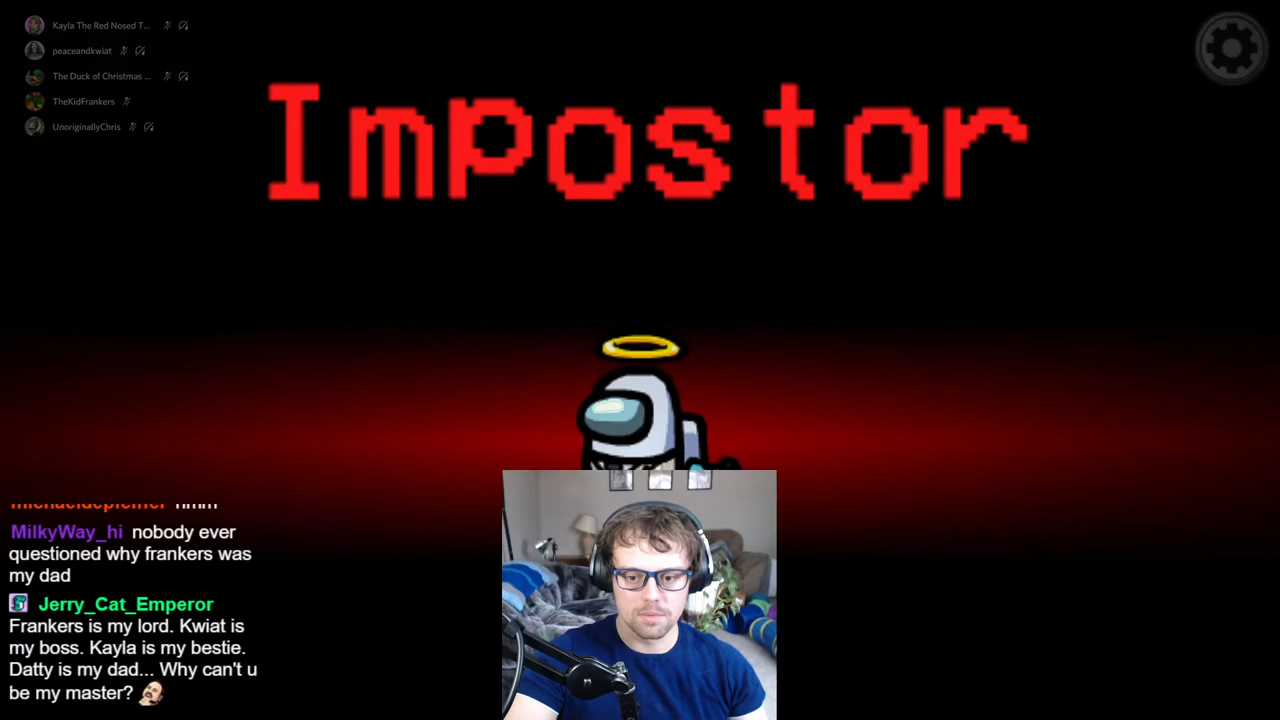 Kayla The Red Nosed T...
peaceandkwiat
The Duck of Christmas ...
TheKidFrankers
UnoriginallyChris
Impostor
hmm
MilkyWay_hi nobody ever
questioned why frankers was
my dad
Jerry_Cat_Emperor
Frankers is my lord. Kwiat is
my boss. Kayla is my bestie.
Datty is my dad... Why can't u
be my master?